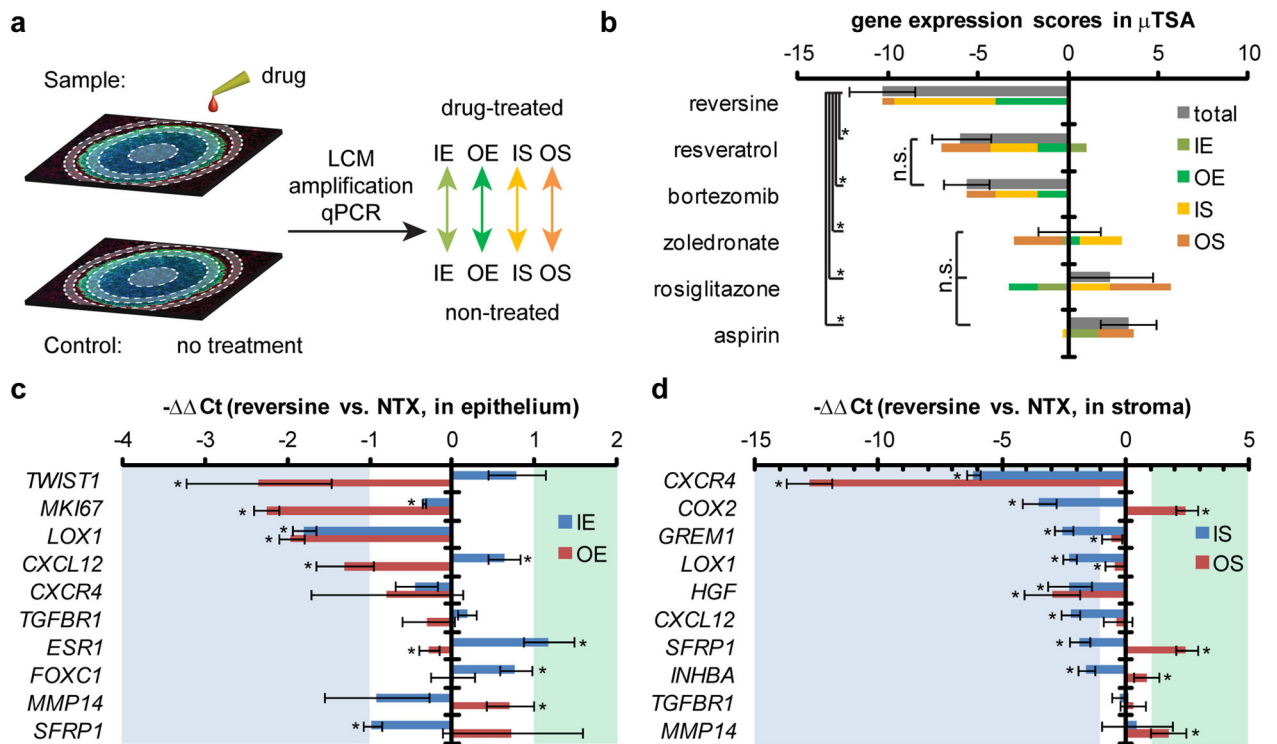 a
Sample:
drug
LCM
amplification
qPCR
drug-treated
IE OE IS OS
IE OE IS OS
non-treated
Control: no treatment
b
gene expression scores in μTSA
-15 -10 -5 0 5 10
reversine
resveratrol
bortezomib
zoledronate
rosiglitazone
aspirin
*
*
*
*
*
n.s.
n.s.
total
IE
OE
IS
OS
c
-ΔΔCt (reversine vs. NTX, in epithelium)
-4 -3 -2 -1 0 1 2
TWIST1 *
MKI67 * *
LOX1 * *
CXCL12 * *
CXCR4
TGFBR1
ESR1 * *
FOXC1 *
MMP14 *
SFRP1 *
IE
OE
d
-ΔΔCt (reversine vs. NTX, in stroma)
-15 -10 -5 0 5
CXCR4 * *
COX2 * *
GREM1 * *
LOX1 * *
HGF * *
CXCL12 *
SFRP1 * *
INHBA * *
TGFBR1
MMP14 *
IS
OS